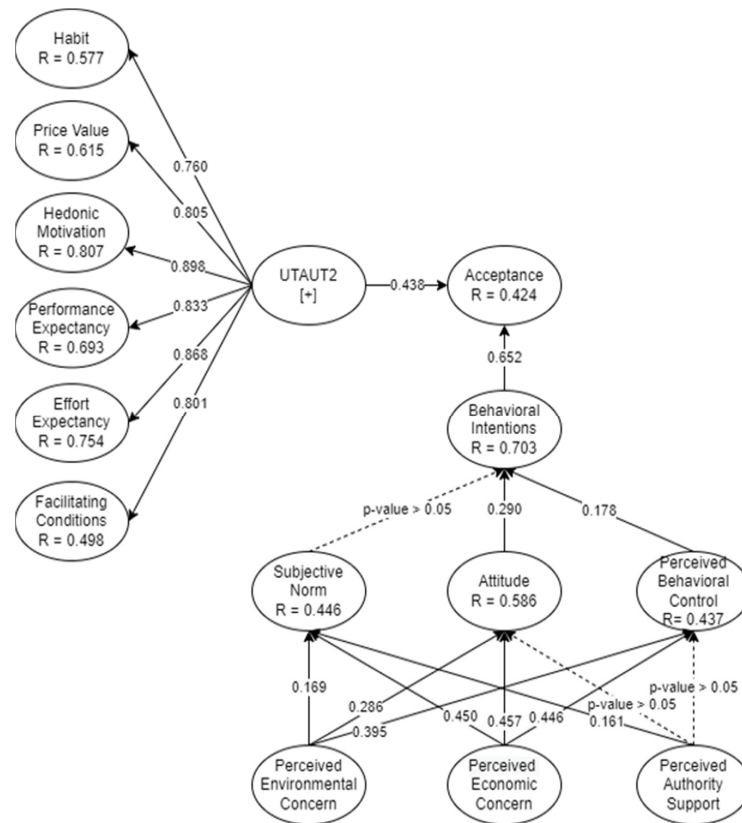 Habit
R = 0.577
Price Value
R = 0.615
Hedonic
Motivation
R = 0.807
Performance
Expectancy
R = 0.693
Effort
Expectancy
R = 0.754
Facilitating
Conditions
R = 0.498
0.760
0.805
0.898
0.833
0.868
0.801
UTAUT2
[+]
0.438
Acceptance
R = 0.424
0.652
Behavioral
Intentions
R = 0.703
p-value > 0.05
0.290
0.178
Subjective
Norm
R = 0.446
Attitude
R = 0.586
Perceived
Behavioral
Control
R= 0.437
0.169
0.286
0.395
0.450
0.457
0.446
p-value > 0.05
0.161
p-value > 0.05
Perceived
Environmental
Concern
Perceived
Economic
Concern
Perceived
Authority
Support